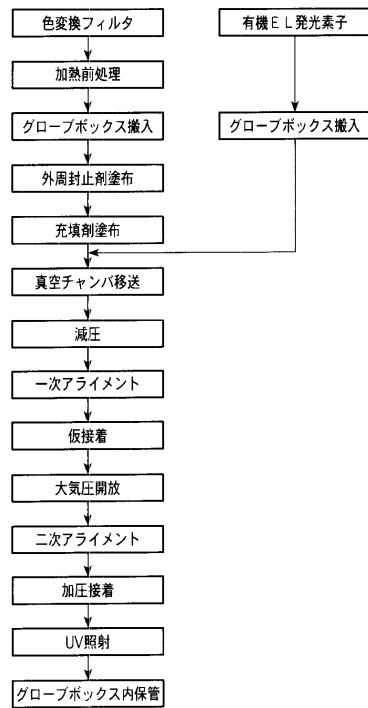 色変換フィルタ
有機EL発光素子
加熱前処理
グローブボックス搬入
グローブボックス搬入
外周封止剤塗布
充填剤塗布
真空チャンバ移送
減圧
一次アライメント
仮接着
大気圧開放
二次アライメント
加圧接着
UV照射
グローブボックス内保管